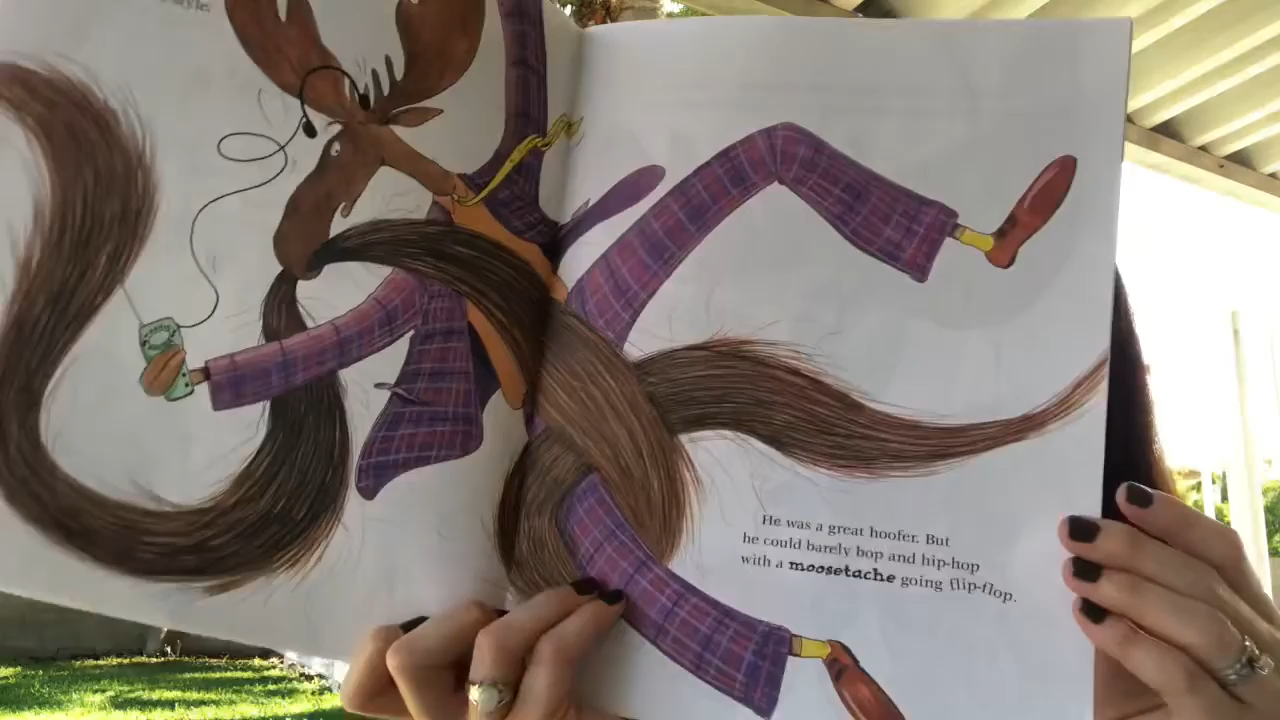 He was a great hoofer. But
he could barely bop and hip-hop
with a moosetache going flip-flop.